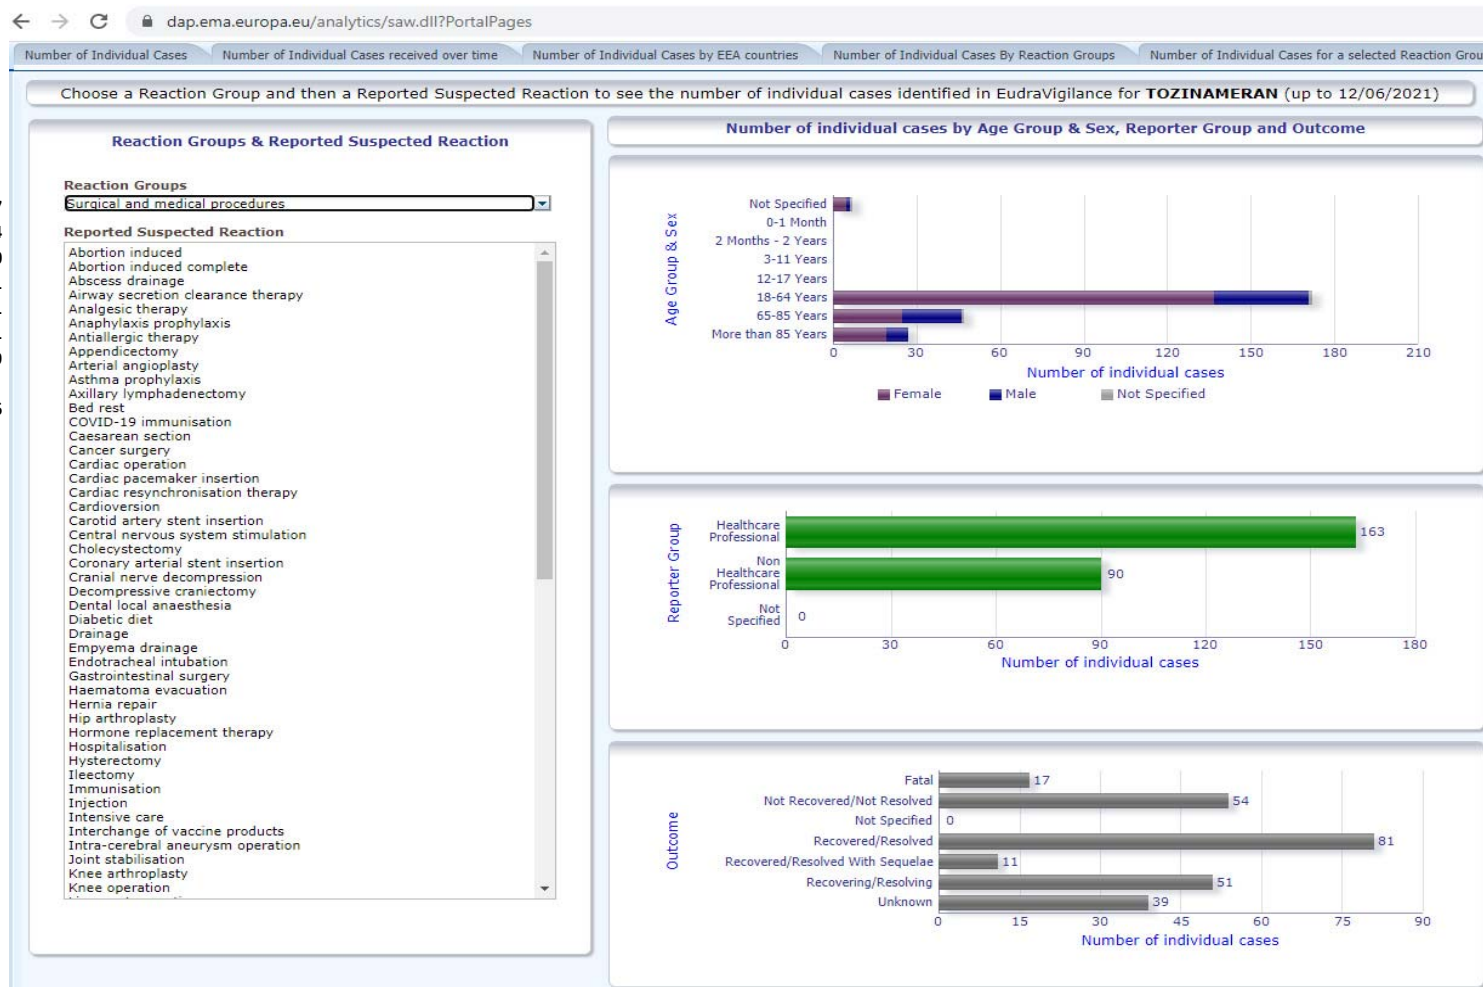 dap.ema.europa.eu/analytics/saw.dll?PortalPages
Number of Individual Cases
Number of Individual Cases received over time
Number of Individual Cases by EEA countries
Number of Individual Cases By Reaction Groups
Number of Individual Cases for a selected Reaction Grou
Choose a Reaction Group and then a Reported Suspected Reaction to see the number of individual cases identified in EudraVigilance for TOZINAMERAN (up to 12/06/2021)
Reaction Groups & Reported Suspected Reaction
Reaction Groups
Surgical and medical procedures
Reported Suspected Reaction
Abortion induced
Abortion induced complete
Abscess drainage
Airway secretion clearance therapy
Analgesic therapy
Anaphylaxis prophylaxis
Antiallergic therapy
Appendicectomy
Arterial angioplasty
Asthma prophylaxis
Axillary lymphadenectomy
Bed rest
COVID-19 immunisation
Caesarean section
Cancer surgery
Cardiac operation
Cardiac pacemaker insertion
Cardiac resynchronisation therapy
Cardioversion
Carotid artery stent insertion
Central nervous system stimulation
Cholecystectomy
Coronary arterial stent insertion
Cranial nerve decompression
Decompressive craniectomy
Dental local anaesthesia
Diabetic diet
Drainage
Empyema drainage
Endotracheal intubation
Gastrointestinal surgery
Haematoma evacuation
Hernia repair
Hip arthroplasty
Hormone replacement therapy
Hospitalisation
Hysterectomy
Ileectomy
Immunisation
Injection
Intensive care
Interchange of vaccine products
Intra-cerebral aneurysm operation
Joint stabilisation
Knee arthroplasty
Knee operation
Number of individual cases by Age Group & Sex, Reporter Group and Outcome
Age Group & Sex
Not Specified
0-1 Month
2 Months - 2 Years
3-11 Years
12-17 Years
18-64 Years
65-85 Years
More than 85 Years
0 30 60 90 120 150 180 210
Number of individual cases
Female Male Not Specified
Reporter Group
Healthcare
Professional
163
Non
Healthcare
Professional
90
Not
Specified
0
0 30 60 90 120 150 180
Number of individual cases
Outcome
Fatal 17
Not Recovered/Not Resolved 54
Not Specified 0
Recovered/Resolved 81
Recovered/Resolved With Sequelae 11
Recovering/Resolving 51
Unknown 39
0 15 30 45 60 75 90
Number of individual cases